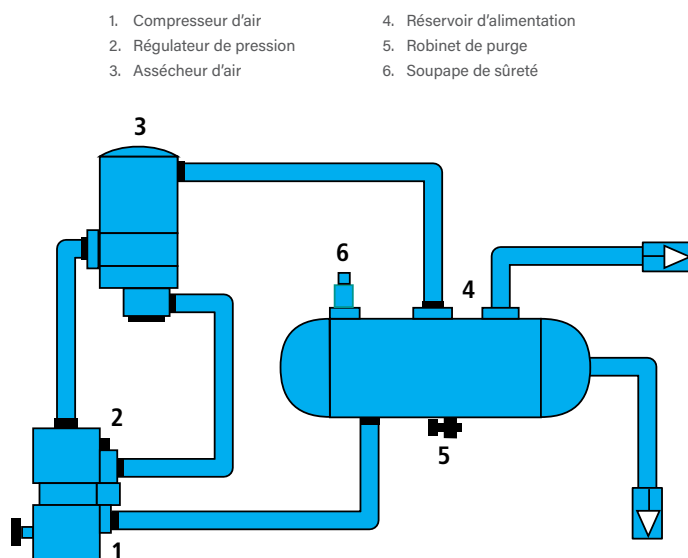 1. Compresseur d'air
2. Régulateur de pression
3. Assécheur d'air
4. Réservoir d'alimentation
5. Robinet de purge
6. Soupape de sûreté
3
6
4
2
5
1